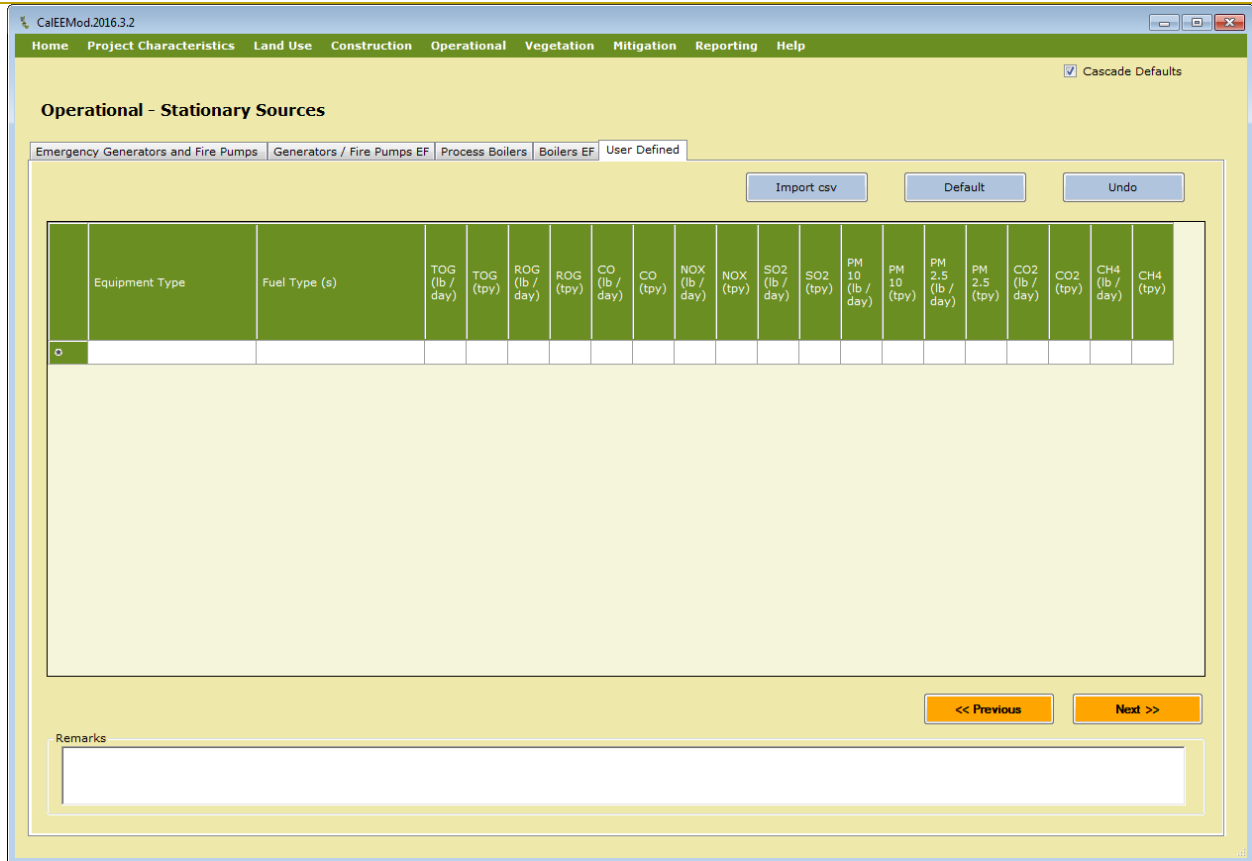 CalEEMod.2016.3.2
Home Project Characteristics Land Use Construction Operational Vegetation Mitigation Reporting Help
Cascade Defaults
Operational - Stationary Sources
Emergency Generators and Fire Pumps Generators / Fire Pumps EF Process Boilers Boilers EF User Defined
Import csv Default Undo
Equipment Type
Fuel Type (s)
TOG
(lb /
day)
TOG
(tpy)
ROG
(lb /
day)
ROG
(tpy)
CO
(lb /
day)
CO
(tpy)
NOX
(lb /
day)
NOX
(tpy)
SO2
(lb /
day)
SO2
(tpy)
PM
10
(lb /
day)
PM
10
(tpy)
PM
2.5
(lb /
day)
PM
2.5
(tpy)
CO2
(lb /
day)
CO2
(tpy)
CH4
(lb /
day)
CH4
(tpy)
<< Previous Next >>
Remarks